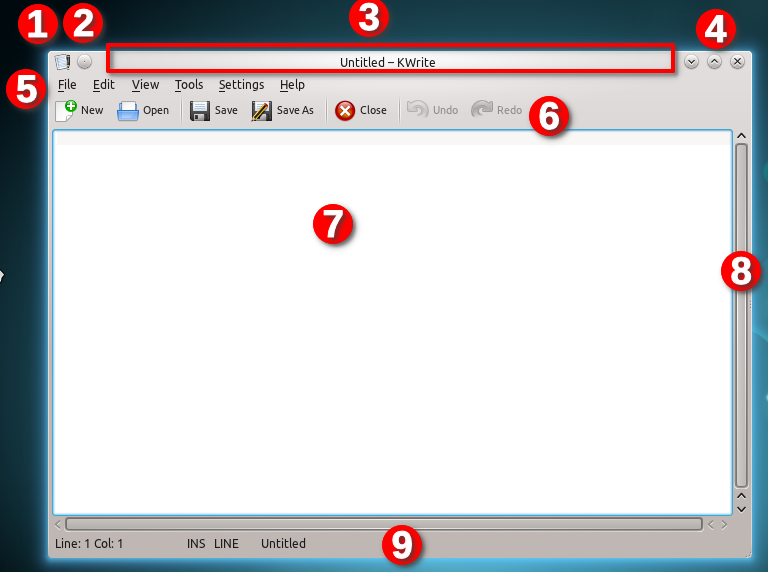 1 2 3 4
Untitled – KWrite
5 File Edit View Tools Settings Help
New Open Save Save As Close Undo Redo 6
7
8
Line: 1 Col: 1 INS LINE Untitled 9